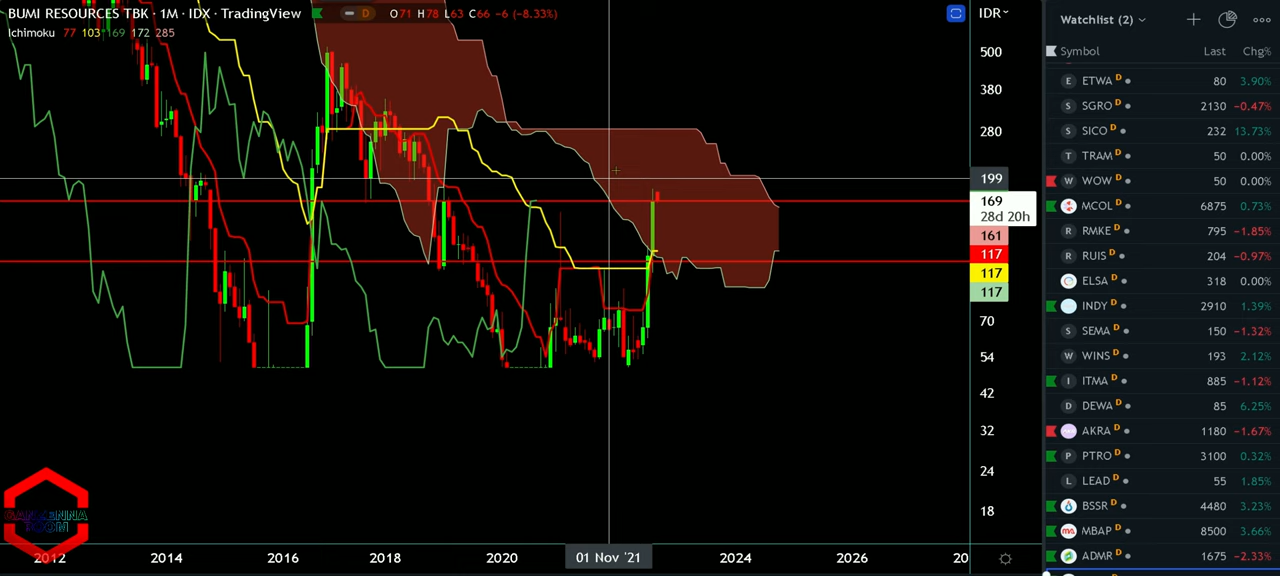 BUMI RESOURCES TBK · 1M · IDX · TradingView D O71 H78 L63 C66 −6 (−8.33%)
Ichimoku 77 103 169 172 285
IDR
500
380
280
199
169
28d 20h
161
117
117
117
70
54
42
32
24
18
2012 2014 2016 2018 2020 01 Nov '21 2024 2026 20
Watchlist (2)
Symbol Last Chg%
E ETWA D 80 3.90%
S SGRO D 2130 −0.47%
S SICO D 232 13.73%
T TRAM D 50 0.00%
W WOW D 50 0.00%
MCOL D 6875 0.73%
R RMKE D 795 −1.85%
R RUIS D 204 −0.97%
ELSA D 318 0.00%
INDY D 2910 1.39%
S SEMA D 150 −1.32%
W WINS D 193 2.12%
I ITMA D 885 −1.12%
D DEWA D 85 6.25%
AKRA D 1180 −1.67%
P PTRO D 3100 0.32%
L LEAD D 55 1.85%
BSSR D 4480 3.23%
MBAP D 8500 3.66%
ADMR D 1675 −2.33%